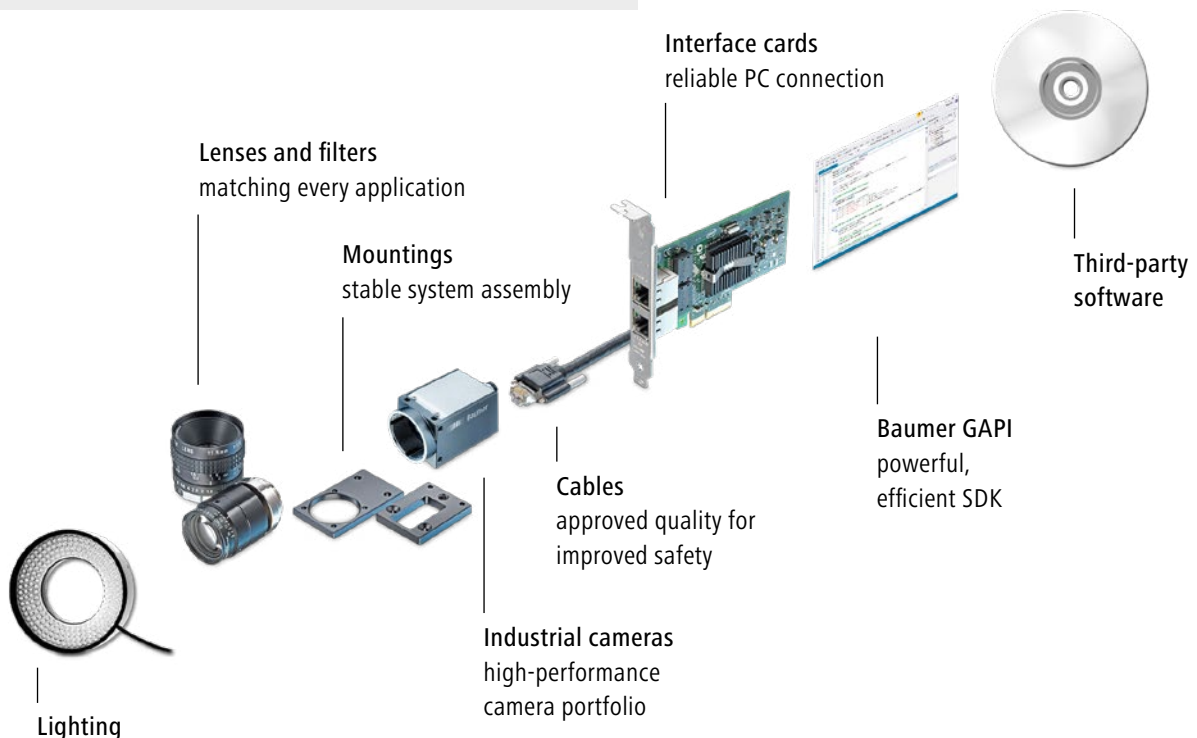 Interface cards
reliable PC connection
Lenses and filters
matching every application
Mountings
stable system assembly
Third-party
software
Baumer
Baumer GAPI
powerful,
efficient SDK
Cables
approved quality for
improved safety
Industrial cameras
high-performance
camera portfolio
Lighting